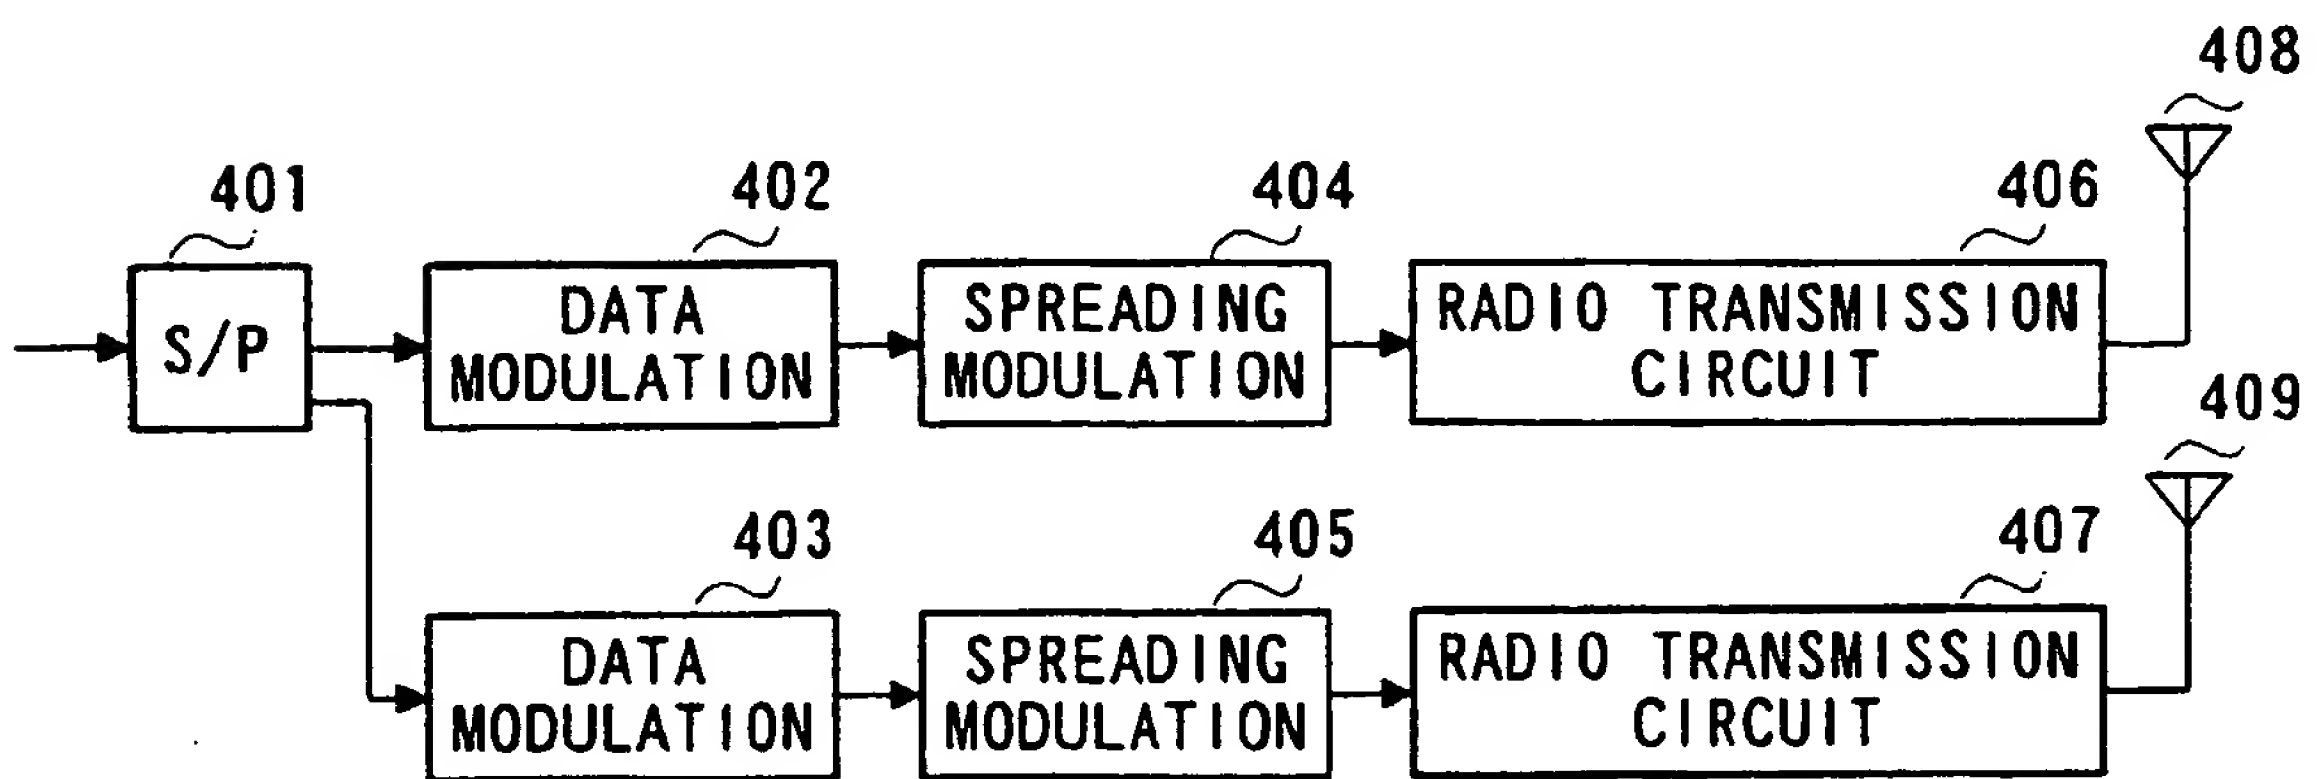 408
401
402
404
406
S/P
DATA
MODULATION
SPREADING
MODULATION
RADIO TRANSMISSION
CIRCUIT
409
403
405
407
DATA
MODULATION
SPREADING
MODULATION
RADIO TRANSMISSION
CIRCUIT